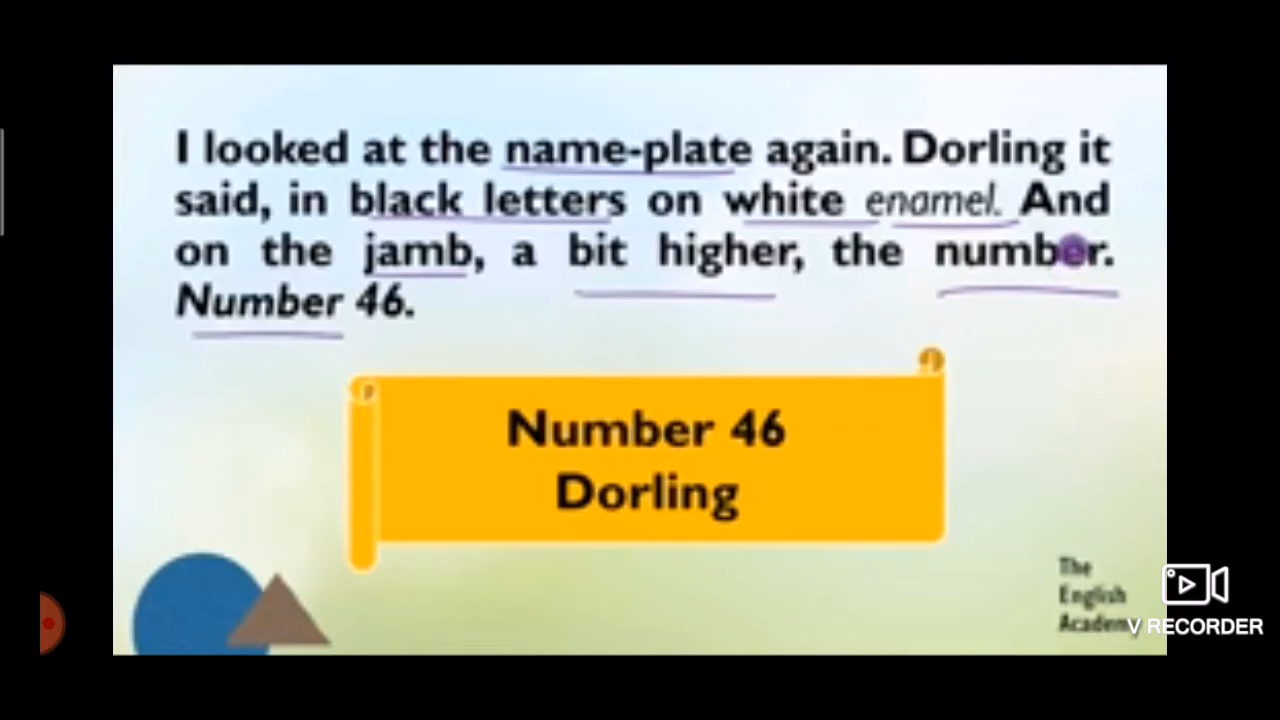 I looked at the name-plate again. Dorling it
said, in black letters on white enamel. And
on the jamb, a bit higher, the number.
Number 46.
Number 46
Dorling
The
English
V RECORDER